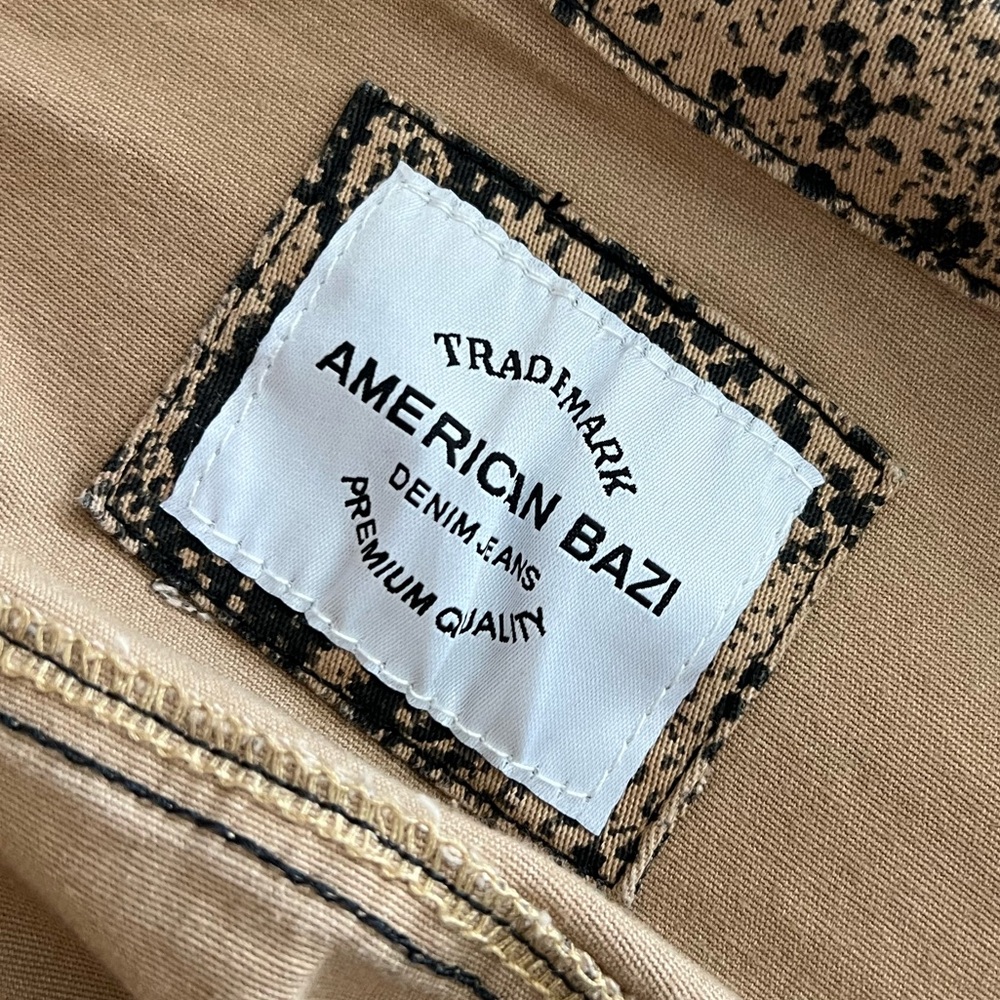 TRADEMARK
AMERICAN BAZI
DENIM JEANS
PREMIUM QUALITY